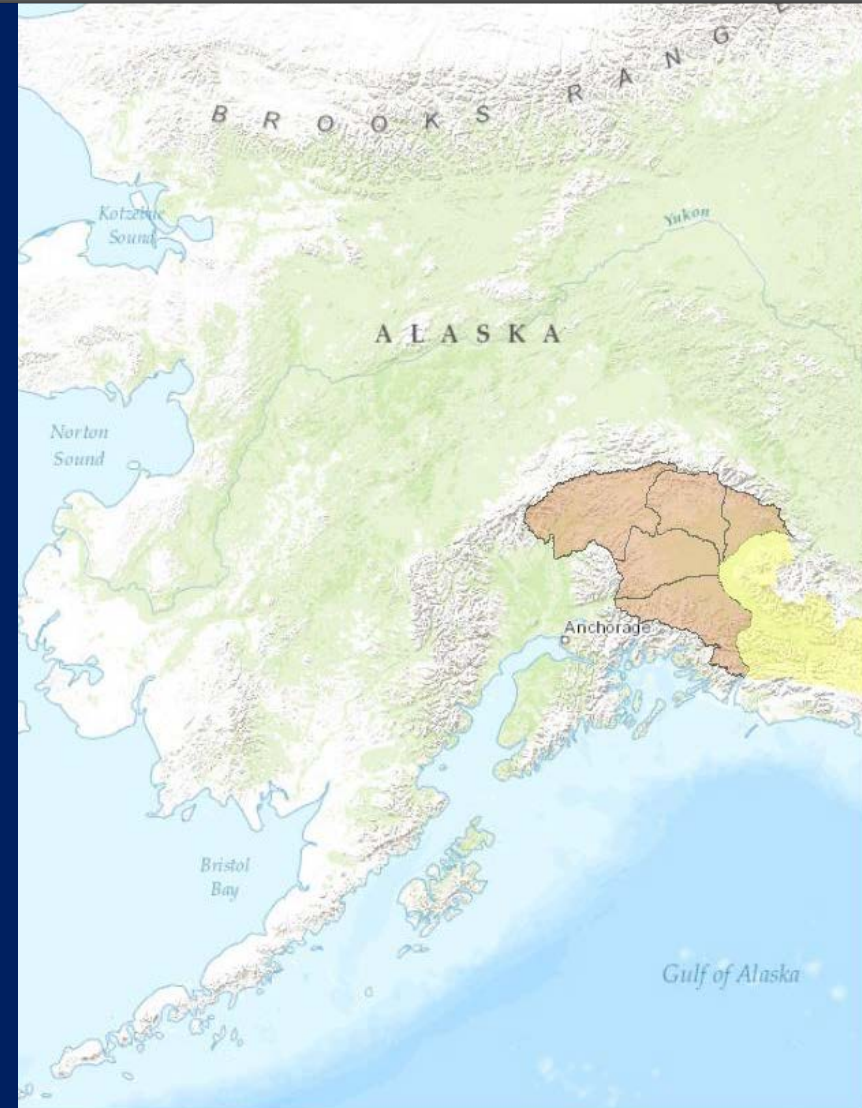 BROOKS RANGE
Kotzebue
Sound
Yukon
ALASKA
Norton
Sound
Anchorage
Bristol
Bay
Gulf of Alaska